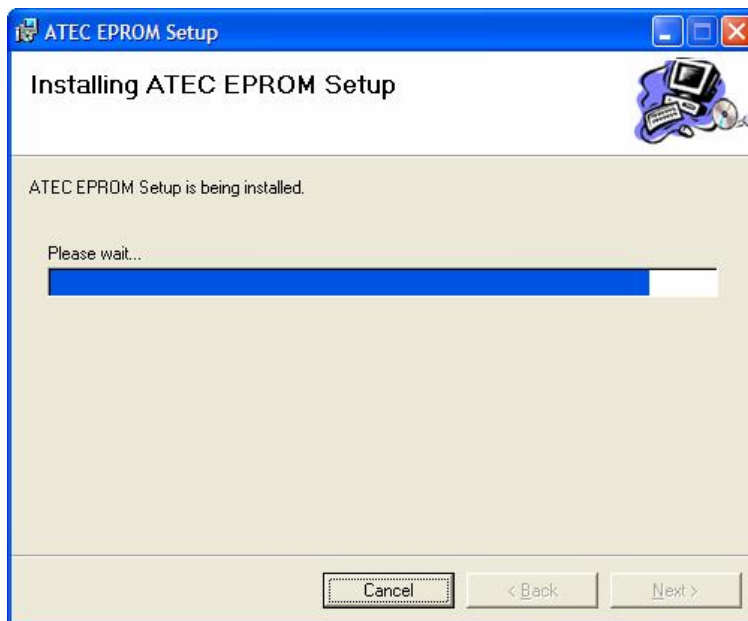 ATEC EPROM Setup
Installing ATEC EPROM Setup
ATEC EPROM Setup is being installed.
Please wait...
Cancel
< Back
Next >